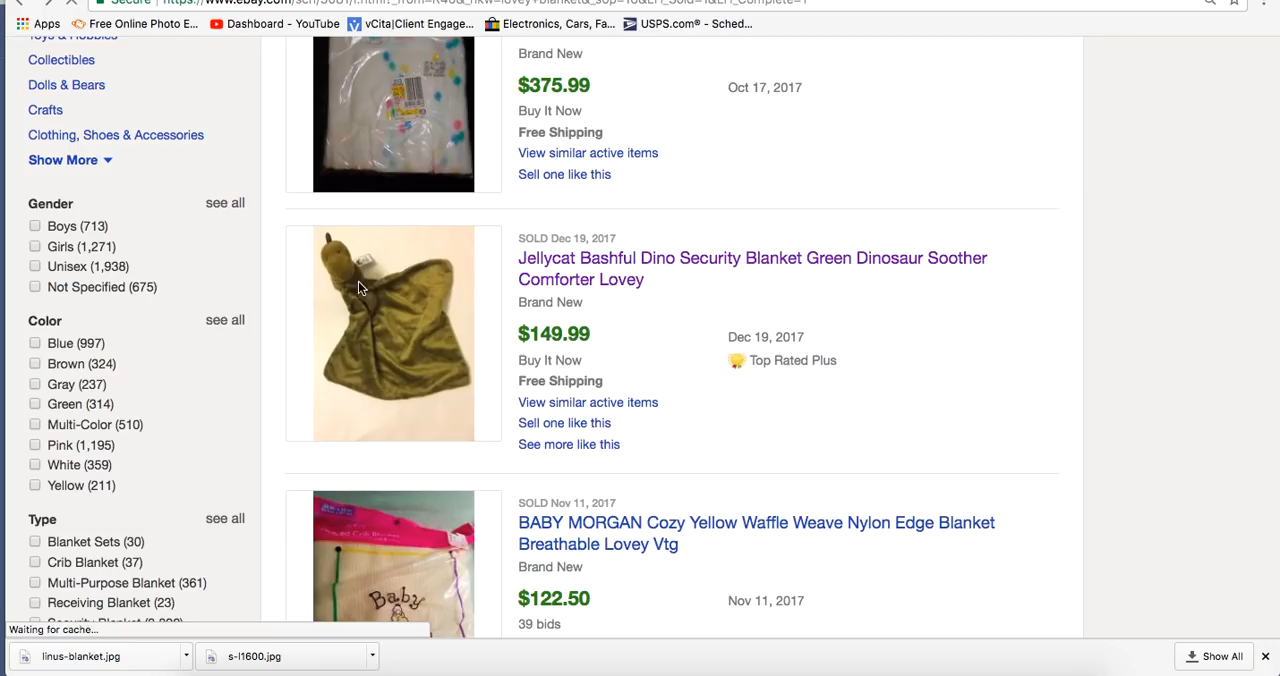 Secure
Apps
Free Online Photo E...
Dashboard - YouTube
vCita|Client Engage...
Electronics, Cars, Fa...
USPS.com® - Sched...
Toys & Hobbies
Collectibles
Dolls & Bears
Crafts
Clothing, Shoes & Accessories
Show More
Gender see all
Boys (713)
Girls (1,271)
Unisex (1,938)
Not Specified (675)
Color see all
Blue (997)
Brown (324)
Gray (237)
Green (314)
Multi-Color (510)
Pink (1,195)
White (359)
Yellow (211)
Type see all
Blanket Sets (30)
Crib Blanket (37)
Multi-Purpose Blanket (361)
Receiving Blanket (23)
Brand New
$375.99 Oct 17, 2017
Buy It Now
Free Shipping
View similar active items
Sell one like this
SOLD Dec 19, 2017
Jellycat Bashful Dino Security Blanket Green Dinosaur Soother
Comforter Lovey
Brand New
$149.99 Dec 19, 2017
Buy It Now Top Rated Plus
Free Shipping
View similar active items
Sell one like this
See more like this
SOLD Nov 11, 2017
BABY MORGAN Cozy Yellow Waffle Weave Nylon Edge Blanket
Breathable Lovey Vtg
Brand New
$122.50 Nov 11, 2017
39 bids
Baby
Waiting for cache...
linus-blanket.jpg
s-l1600.jpg
Show All